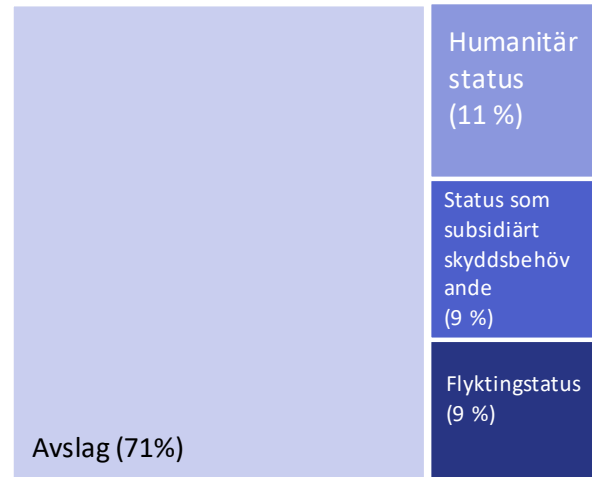 Humanitär
status
(11 %)
Status som
subsidiärt
skyddsbehöv
ande
(9 %)
Flyktingstatus
(9 %)
Avslag (71%)